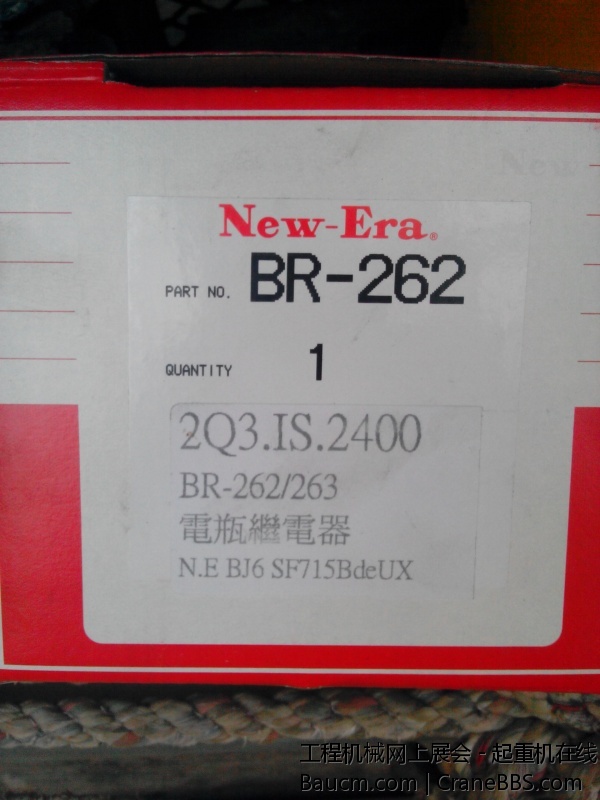 New
New-Era®
PART NO. BR-262
QUANTITY 1
2Q3.IS.2400
BR-262/263
電瓶繼電器
N.E BJ6 SF715BdeUX
工程机械网上展会 - 起重机在线
Baucm.com | CraneBBS.com